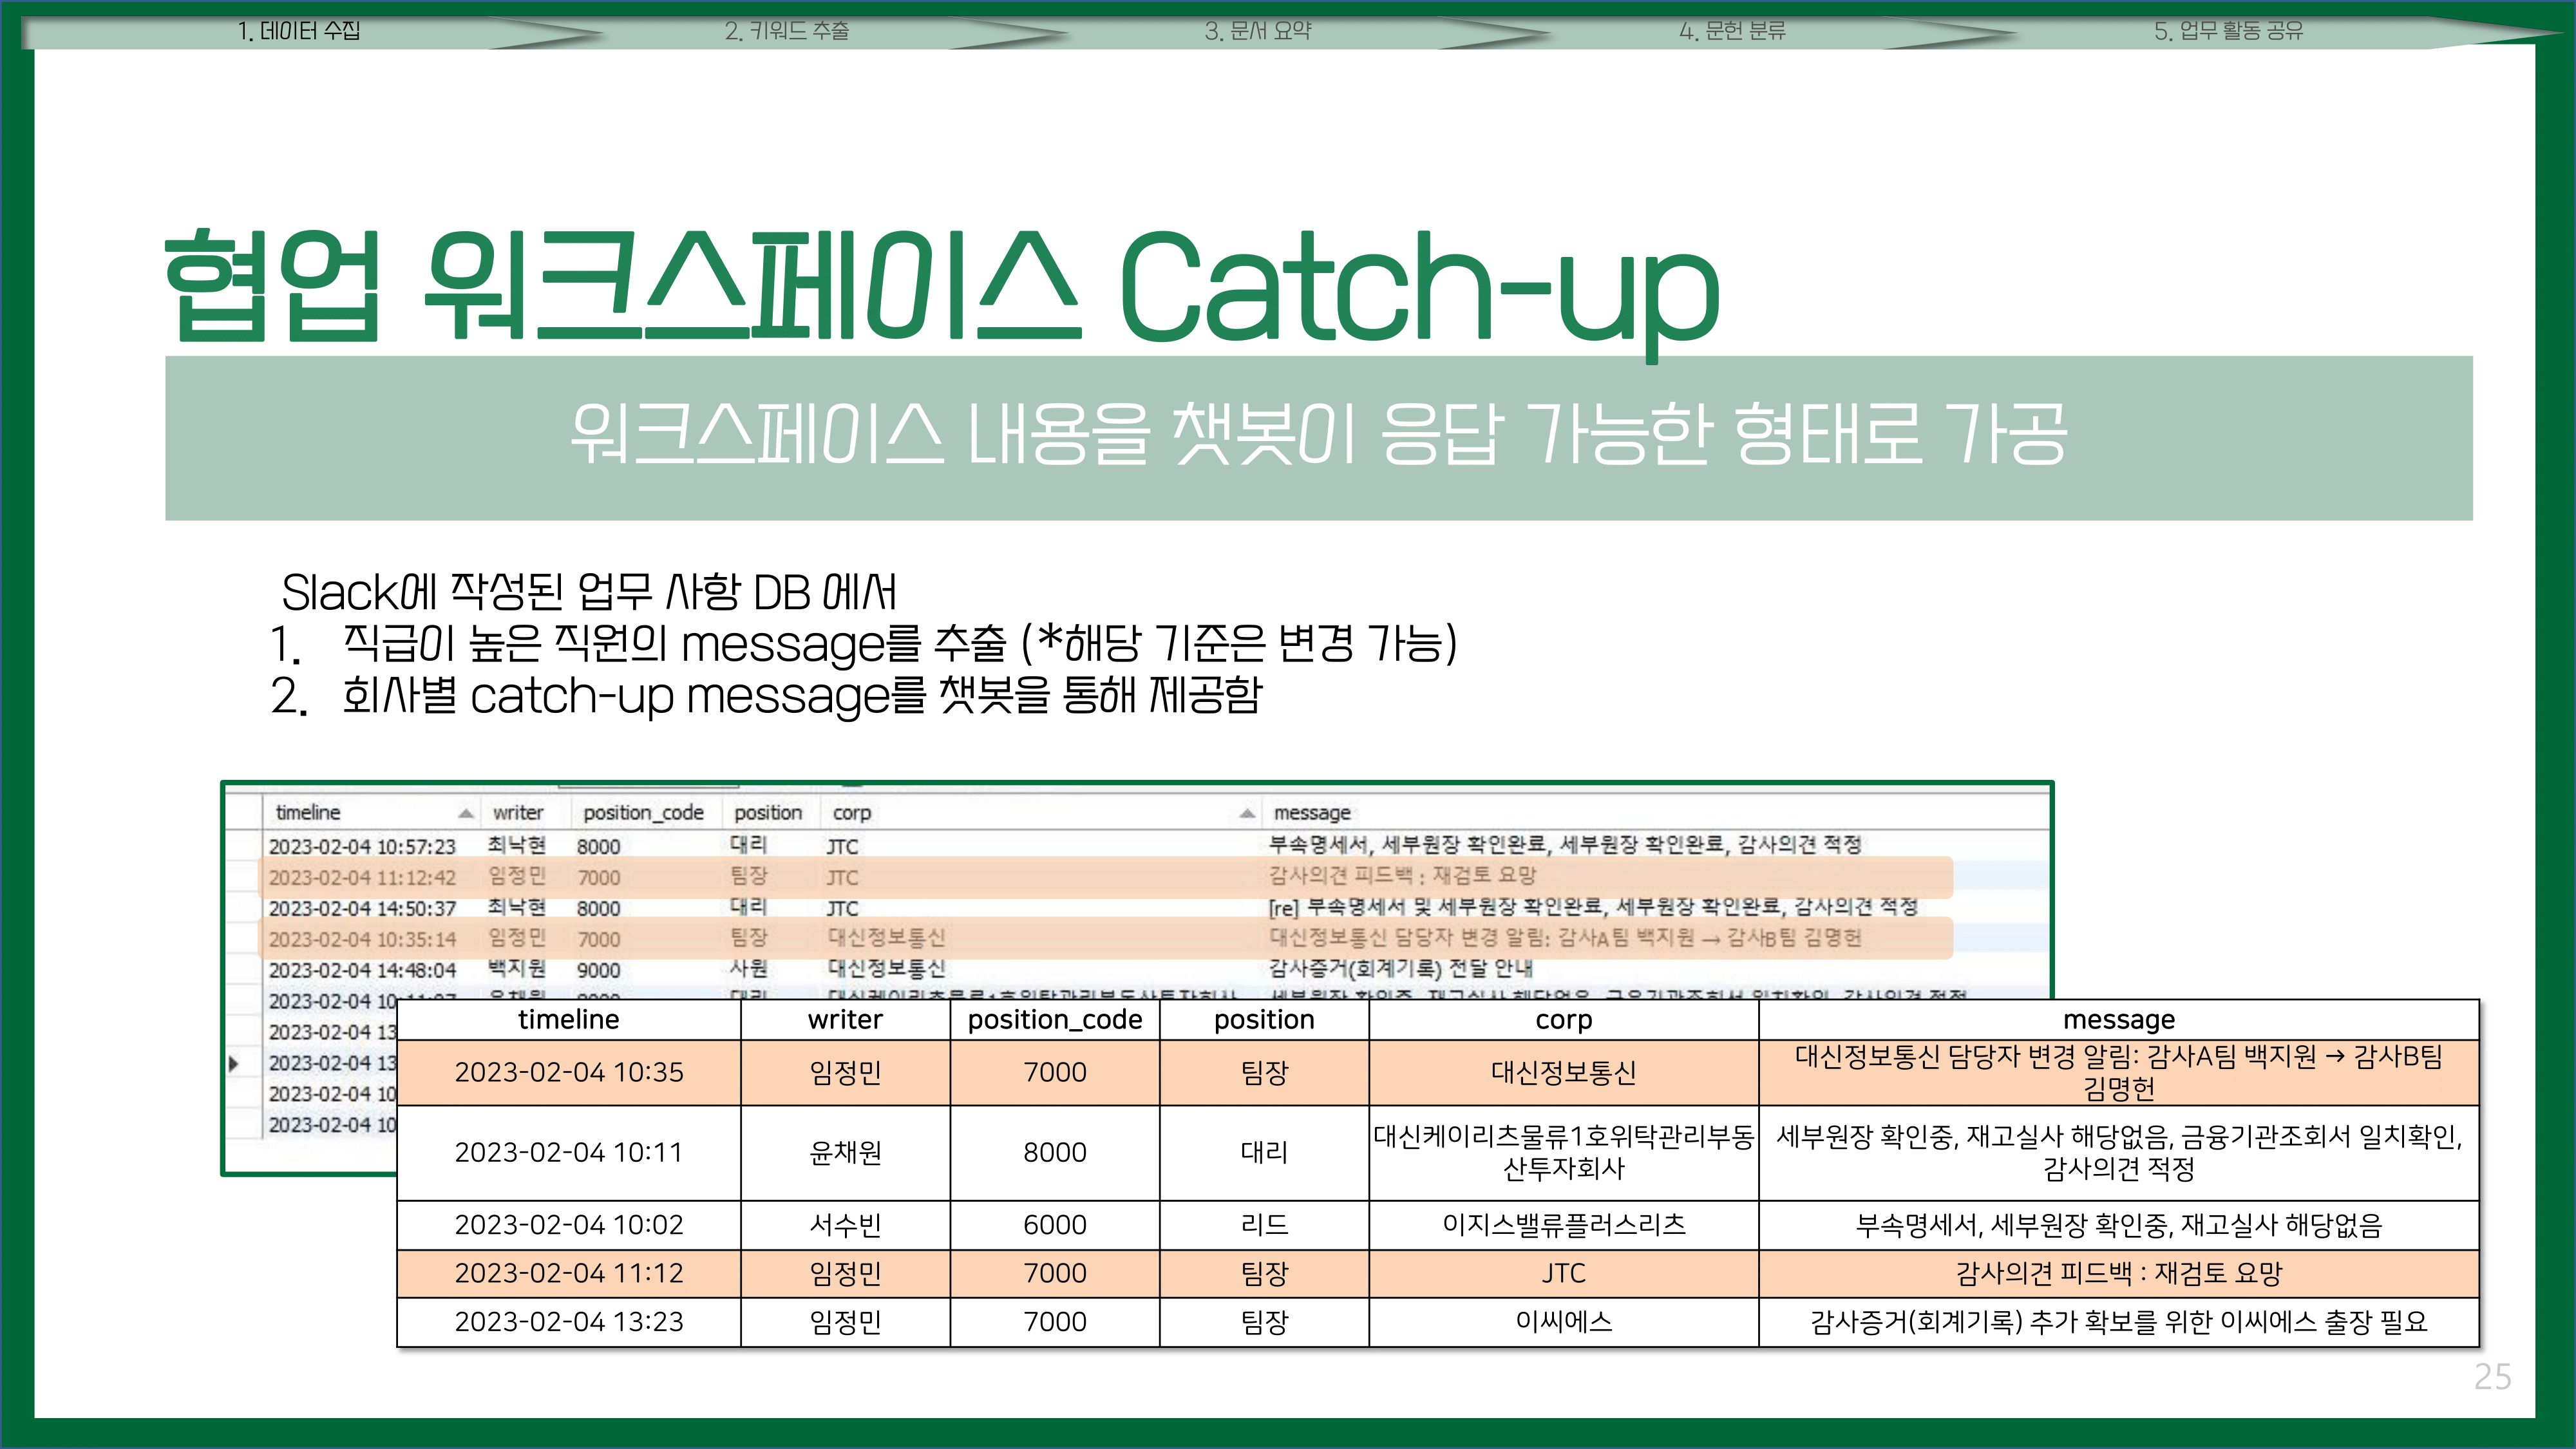 1. 데이터 수집
2. 키워드 추출
3. 문서 요약
4. 문헌 분류
5. 업무 활동 공유
협업 워크스페이스 Catch-up
워크스페이스 내용을 챗봇이 응답 가능한 형태로 가공
Slack에 작성된 업무 사항 DB 에서
1. 직급이 높은 직원의 message를 추출 (*해당 기준은 변경 가능)
2. 회사별 catch-up message를 챗봇을 통해 제공함
timeline writer position_code position corp message
2023-02-04 10:57:23 최낙현 8000 대리 JTC 부속명세서, 세부원장 확인완료, 세부원장 확인완료, 감사의견 적정
2023-02-04 11:12:42 임정민 7000 팀장 JTC 감사의견 피드백 : 재검토 요망
2023-02-04 14:50:37 최낙현 8000 대리 JTC [re] 부속명세서 및 세부원장 확인완료, 세부원장 확인완료, 감사의견 적정
2023-02-04 10:35:14 임정민 7000 팀장 대신정보통신 대신정보통신 담당자 변경 알림: 감사A팀 백지원 → 감사B팀 김명헌
2023-02-04 14:48:04 백지원 9000 사원 대신정보통신 감사증거(회계기록) 전달 안내
2023-02-04 10
2023-02-04 13
2023-02-04 13
2023-02-04 10
2023-02-04 10
timeline writer position_code position corp message
2023-02-04 10:35 임정민 7000 팀장 대신정보통신 대신정보통신 담당자 변경 알림: 감사A팀 백지원 → 감사B팀
김명헌
2023-02-04 10:11 윤채원 8000 대리 대신케이리츠물류1호위탁관리부동
산투자회사 세부원장 확인중, 재고실사 해당없음, 금융기관조회서 일치확인,
감사의견 적정
2023-02-04 10:02 서수빈 6000 리드 이지스밸류플러스리츠 부속명세서, 세부원장 확인중, 재고실사 해당없음
2023-02-04 11:12 임정민 7000 팀장 JTC 감사의견 피드백 : 재검토 요망
2023-02-04 13:23 임정민 7000 팀장 이씨에스 감사증거(회계기록) 추가 확보를 위한 이씨에스 출장 필요
25